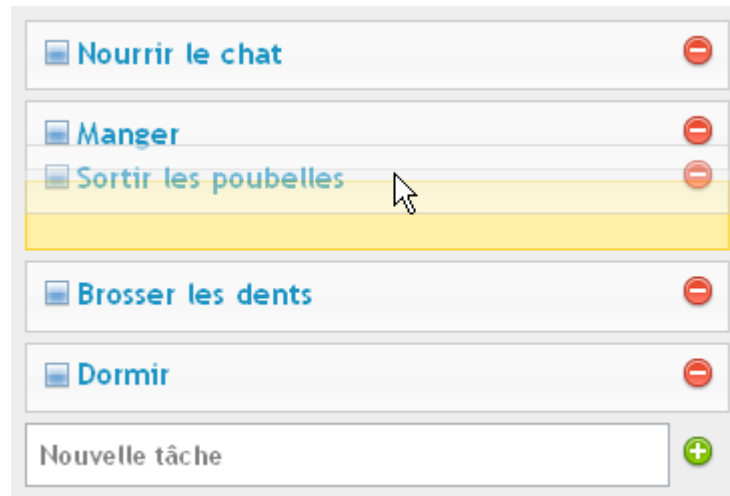 Nourrir le chat
Manger
Sortir les poubelles
Brosser les dents
Dormir
Nouvelle tâche